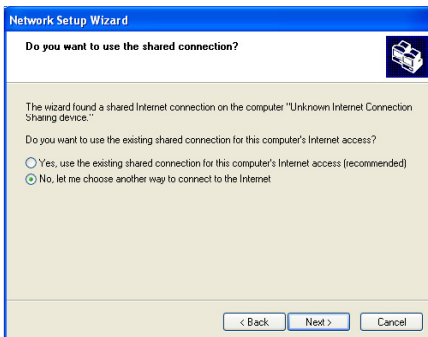 Network Setup Wizard
Do you want to use the shared connection?
The wizard found a shared Internet connection on the computer "Unknown Internet Connection
Sharing device."
Do you want to use the existing shared connection for this computer's Internet access?
Yes, use the existing shared connection for this computer's Internet access (recommended)
No, let me choose another way to connect to the Internet
< Back
Next >
Cancel